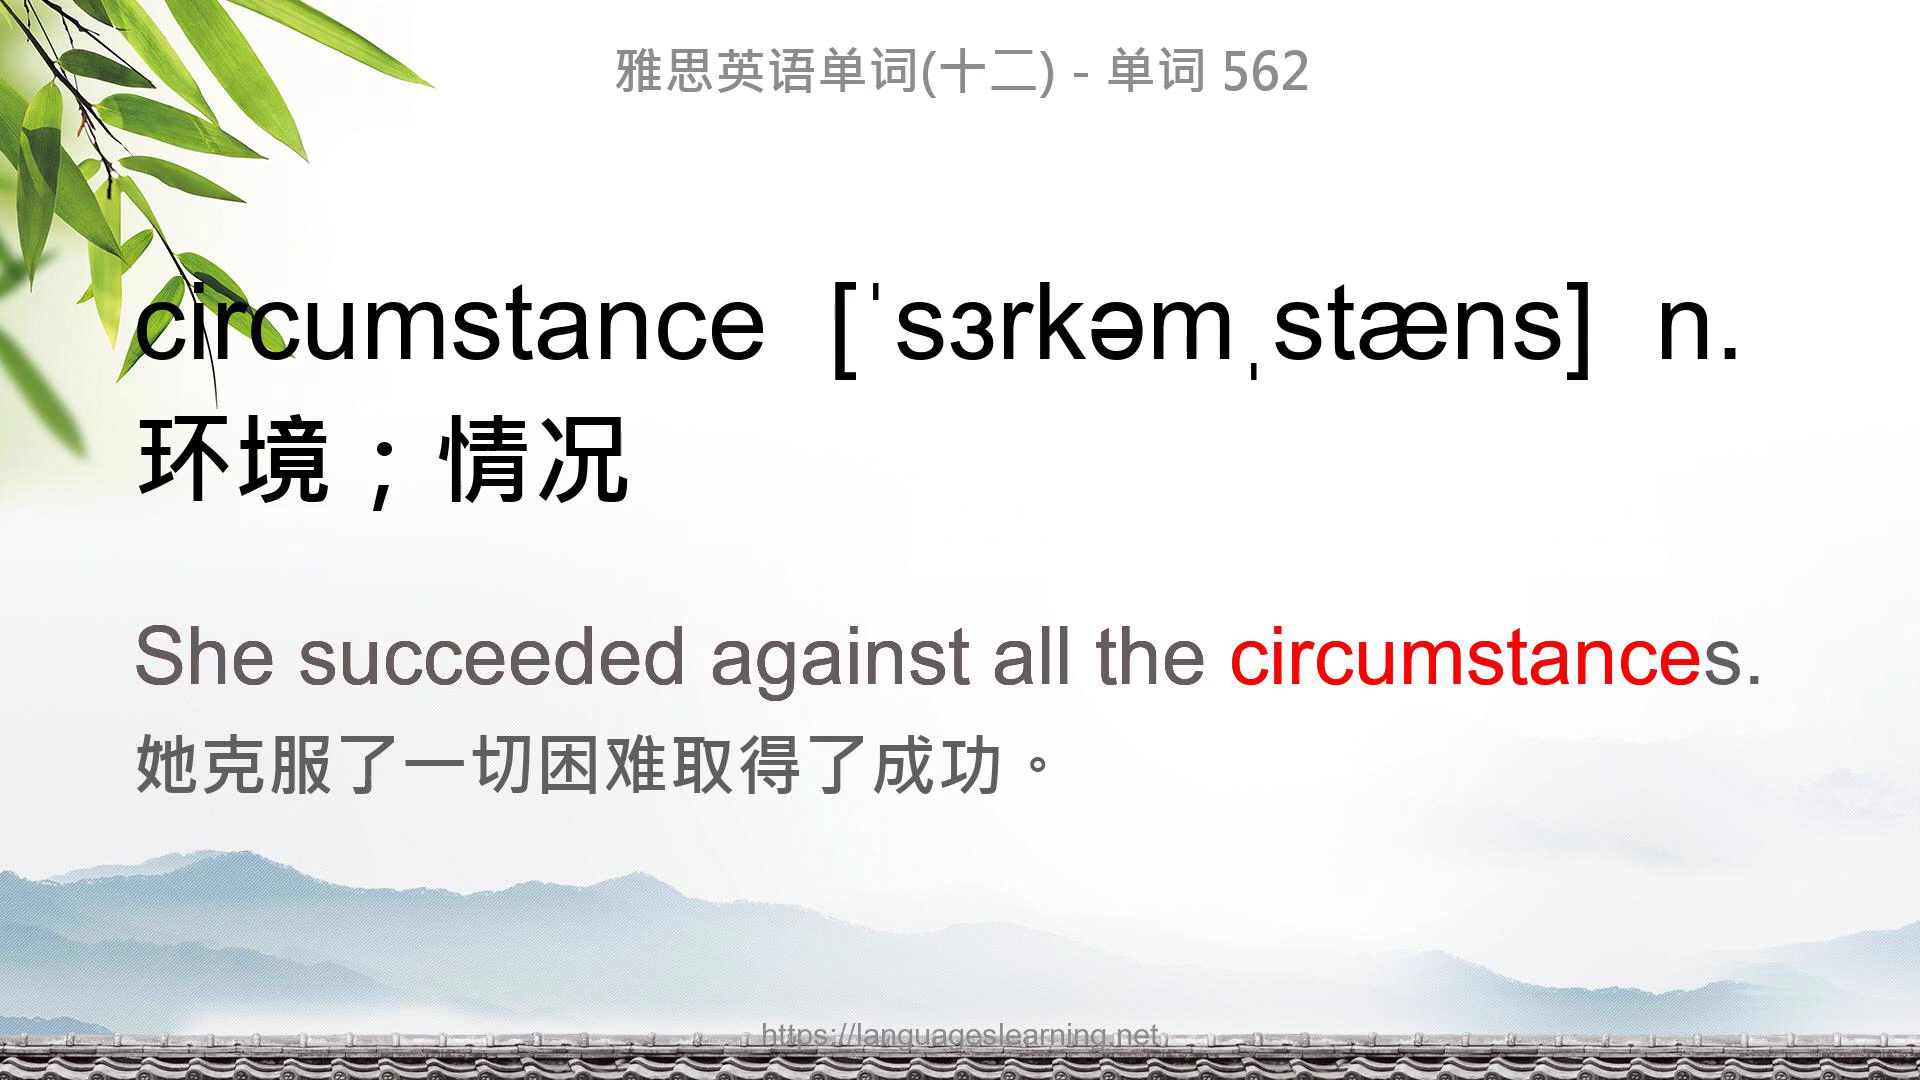 雅思英语单词(十二) - 单词 562
circumstance [ˈsɜrkəmˌstæns] n.
环境；情况
She succeeded against all the circumstances.
她克服了一切困难取得了成功。
https://languageslearning.net